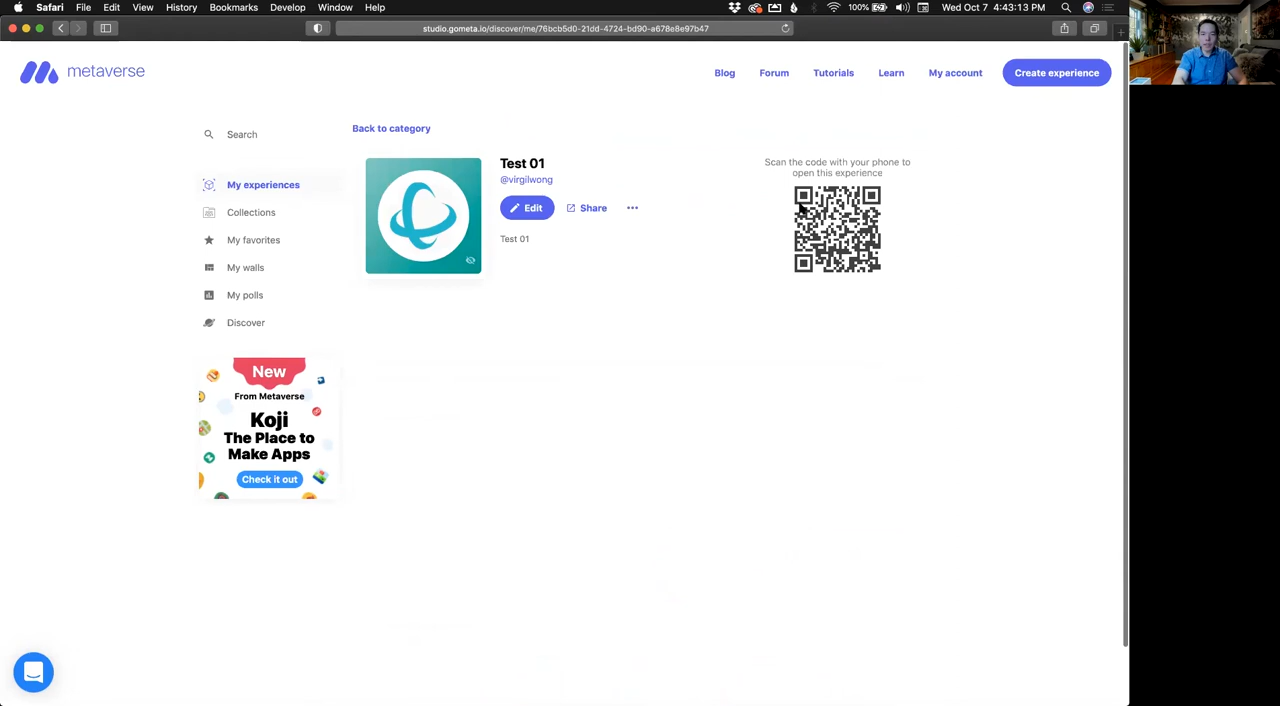 Safari File Edit View History Bookmarks Develop Window Help 100% Wed Oct 7 4:43:13 PM
studio.gometa.io/discover/me/76bcb5d0-21dd-4724-bd90-a678e8e97b47
metaverse
Blog Forum Tutorials Learn My account Create experience
Search
My experiences
Collections
My favorites
My walls
My polls
Discover
New
From Metaverse
Koji
The Place to
Make Apps
Check it out
Back to category
Test 01
@virgilwong
Edit Share
Test 01
Scan the code with your phone to
open this experience